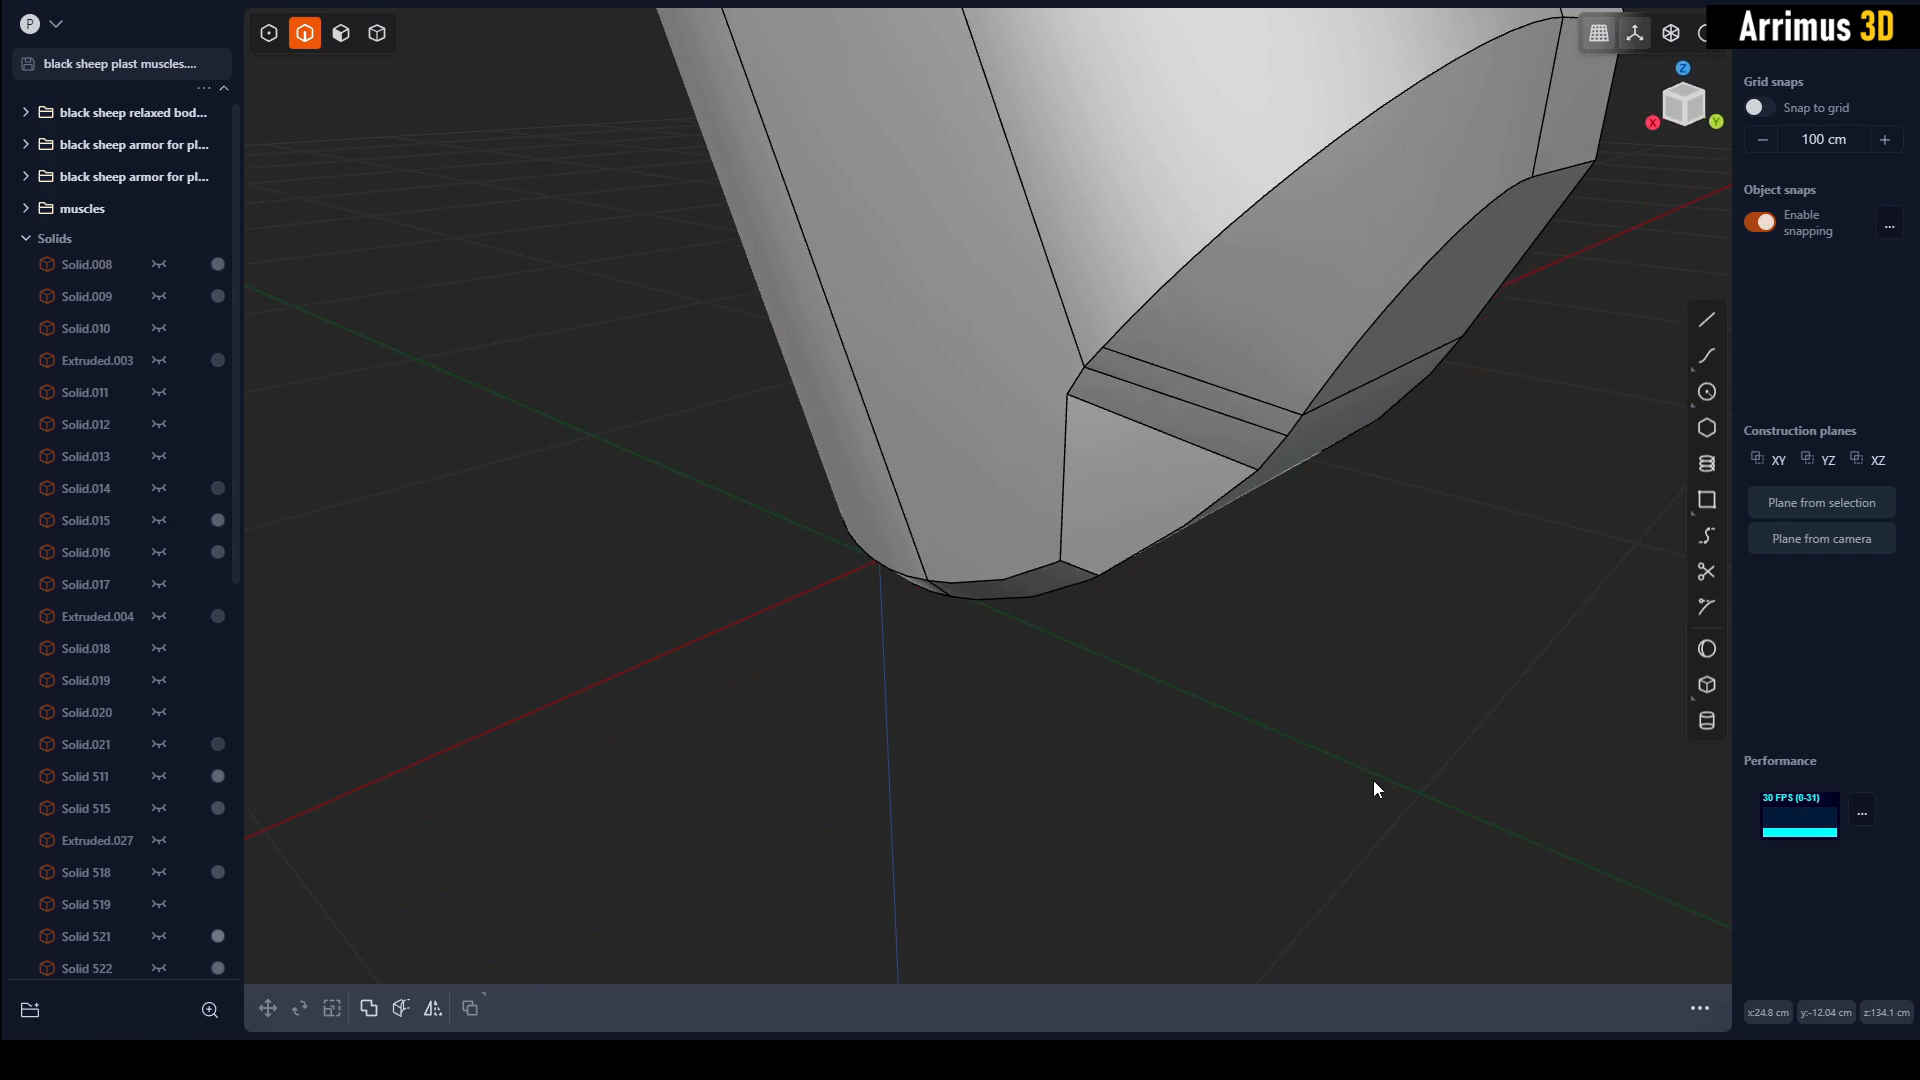 P
Arrimus 3D
black sheep plast muscles....
black sheep relaxed bod...
black sheep armor for pl...
black sheep armor for pl...
muscles
Solids
Solid.008
Solid.009
Solid.010
Extruded.003
Solid.011
Solid.012
Solid.013
Solid.014
Solid.015
Solid.016
Solid.017
Extruded.004
Solid.018
Solid.019
Solid.020
Solid.021
Solid 511
Solid 515
Extruded.027
Solid 518
Solid 519
Solid 521
Solid 522
Z
X
Y
Grid snaps
Snap to grid
100 cm
Object snaps
Enable
snapping
Construction planes
XY YZ XZ
Plane from selection
Plane from camera
Performance
30 FPS (0-31)
x:24.8 cm y:-12.04 cm z:134.1 cm